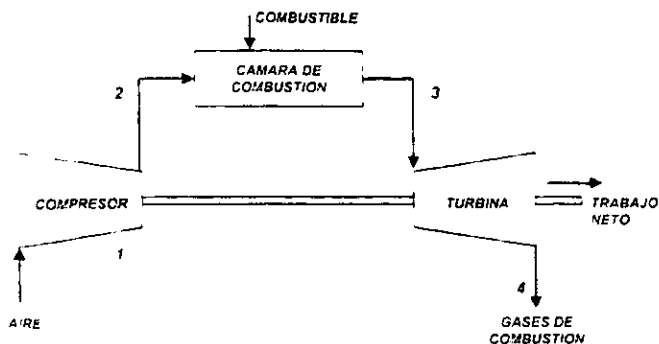 COMBUSTIBLE
CAMARA DE
COMBUSTION
2
3
COMPRESOR
TURBINA
TRABAJO
NETO
1
4
AIRE
GASES DE
COMBUSTION